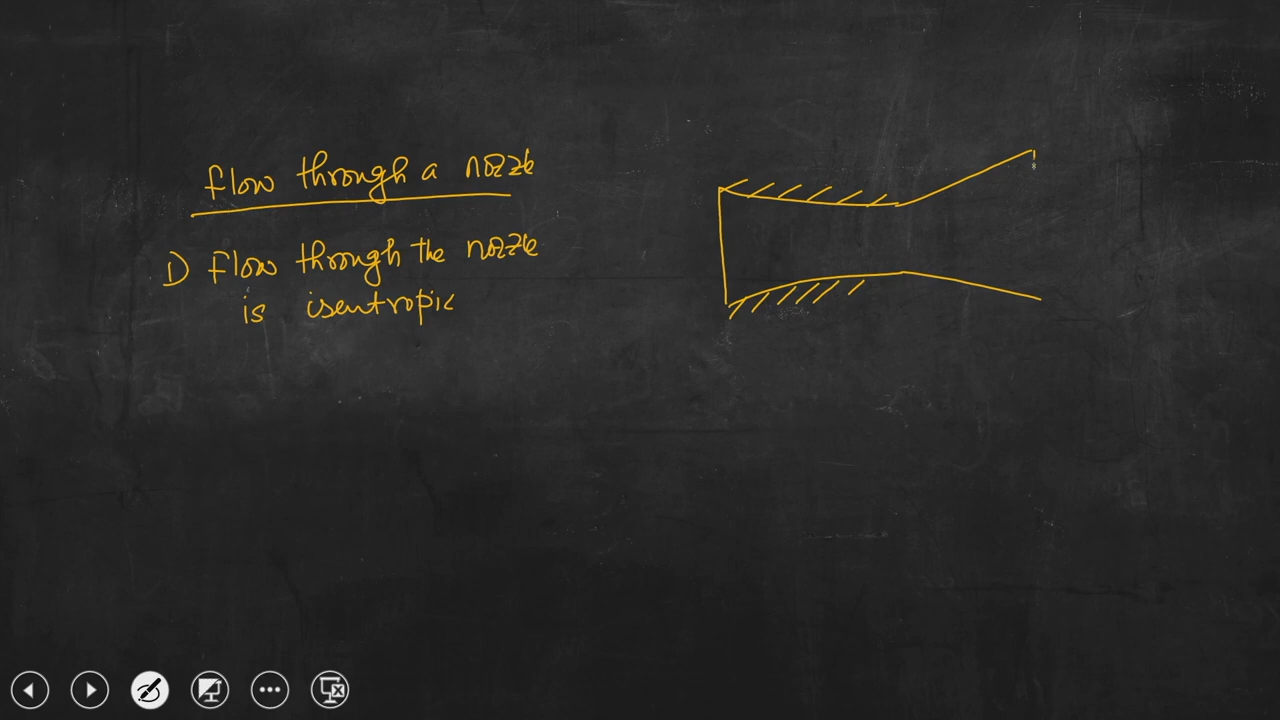 flow through a nozzle
1) flow through the nozzle
is isentropic